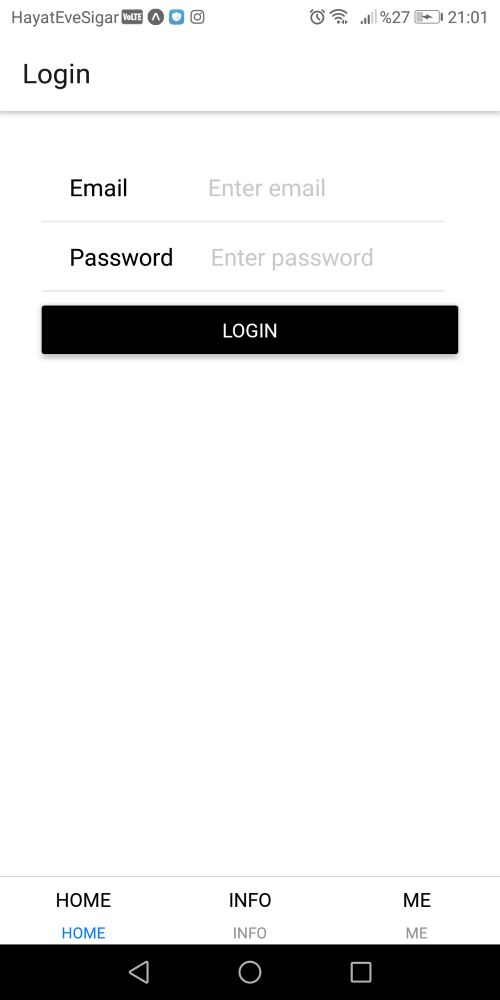 HayatEveSigar VoLTE %27 21:01
Login
Email Enter email
Password Enter password
LOGIN
HOME INFO ME
HOME INFO ME